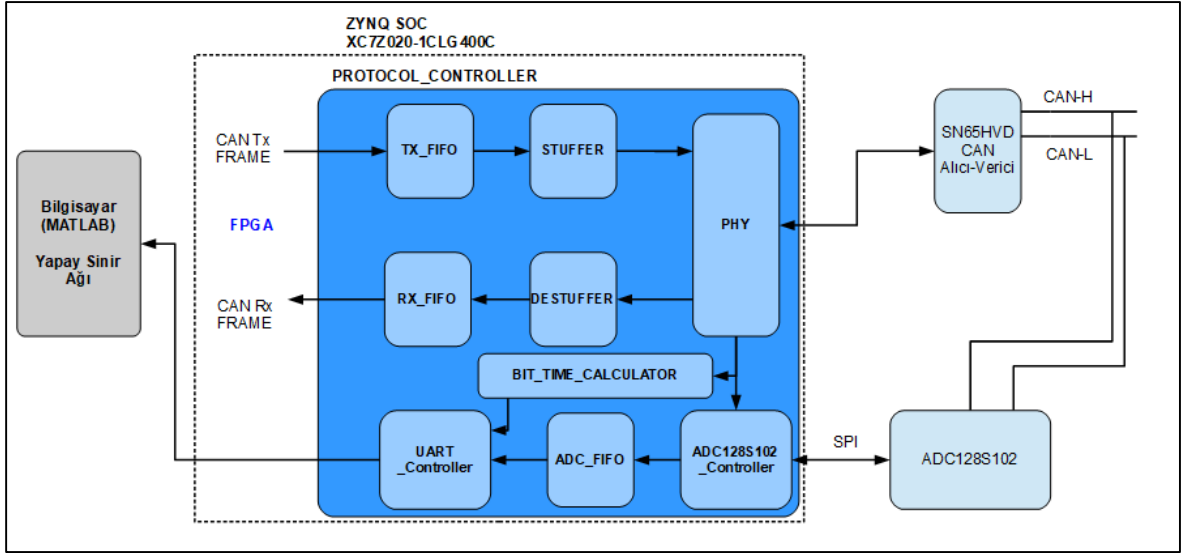 ZYNQ SOC
XC7Z020-1CLG400C
PROTOCOL_CONTROLLER
CAN Tx
FRAME
TX_FIFO
STUFFER
PHY
SN65HVD
CAN
Alıcı-Verici
CAN-H
CAN-L
Bilgisayar
(MATLAB)
Yapay Sinir
Ağı
FPGA
CAN Rx
FRAME
RX_FIFO
DESTUFFER
BIT_TIME_CALCULATOR
UART
_Controller
ADC_FIFO
ADC128S102
_Controller
SPI
ADC128S102